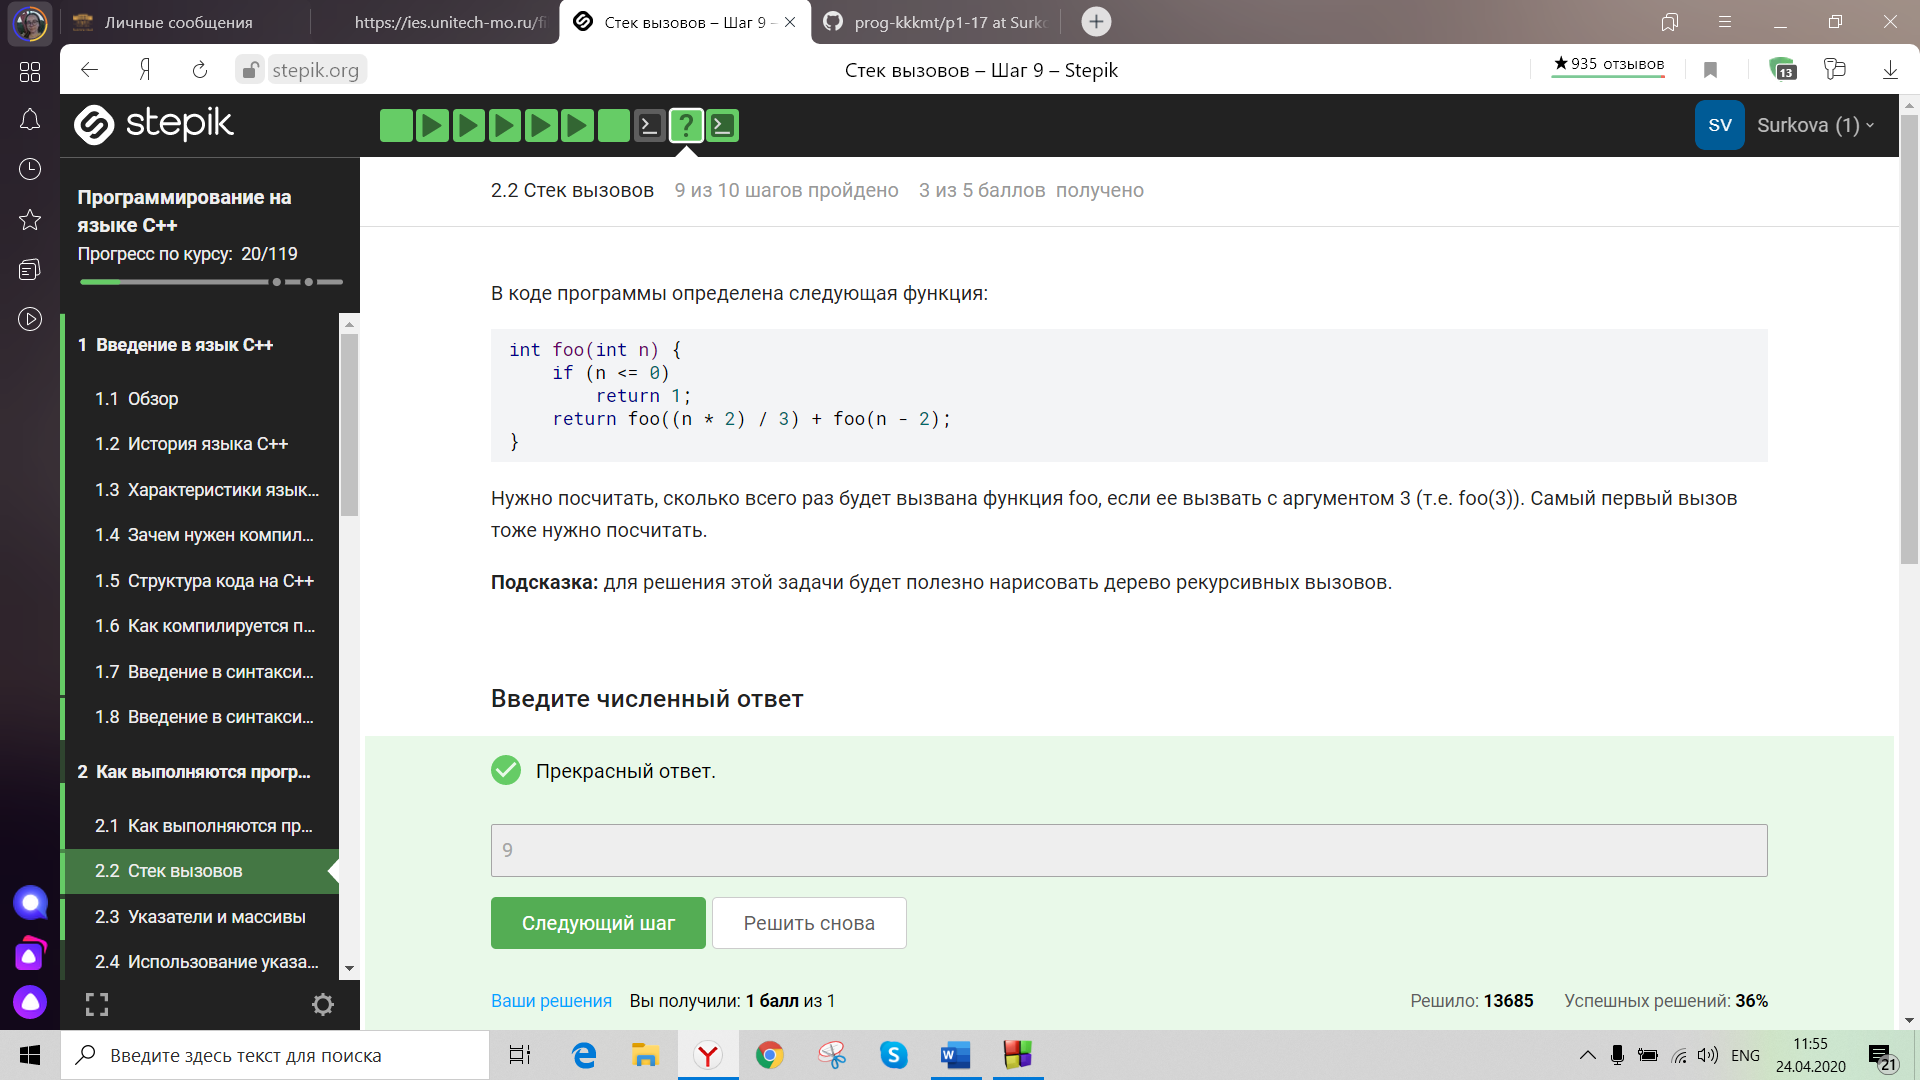 Личные сообщения
https://ies.unitech-mo.ru/fi
Стек вызовов – Шаг 9 –
prog-kkkmt/p1-17 at Surko
stepik.org
Стек вызовов – Шаг 9 – Stepik
★935 отзывов
13
stepik
SV
Surkova (1)
Программирование на
языке C++
Прогресс по курсу: 20/119
1 Введение в язык C++
1.1 Обзор
1.2 История языка C++
1.3 Характеристики язык...
1.4 Зачем нужен компил...
1.5 Структура кода на C++
1.6 Как компилируется п...
1.7 Введение в синтакси...
1.8 Введение в синтакси...
2 Как выполняются прогр...
2.1 Как выполняются пр...
2.2 Стек вызовов
2.3 Указатели и массивы
2.4 Использование указа...
2.2 Стек вызовов 9 из 10 шагов пройдено 3 из 5 баллов получено
В коде программы определена следующая функция:
int foo(int n) {
if (n <= 0)
return 1;
return foo((n * 2) / 3) + foo(n - 2);
}
Нужно посчитать, сколько всего раз будет вызвана функция foo, если ее вызвать с аргументом 3 (т.е. foo(3)). Самый первый вызов
тоже нужно посчитать.
Подсказка: для решения этой задачи будет полезно нарисовать дерево рекурсивных вызовов.
Введите численный ответ
Прекрасный ответ.
9
Следующий шаг
Решить снова
Ваши решения Вы получили: 1 балл из 1
Решило: 13685 Успешных решений: 36%
Введите здесь текст для поиска
ENG
11:55
24.04.2020
21